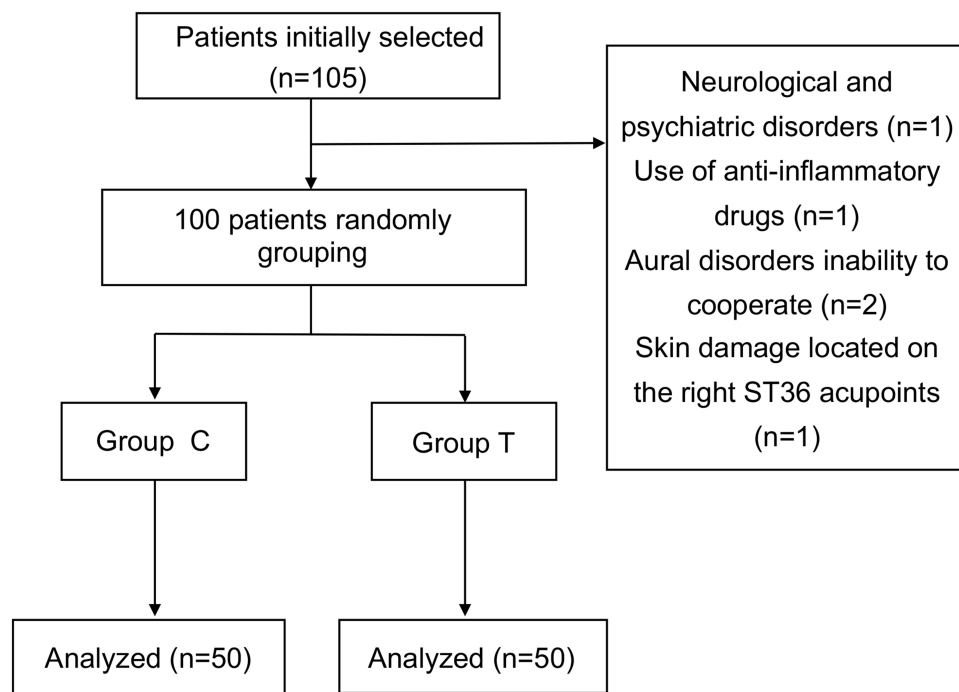 Patients initially selected
(n=105)
Neurological and
psychiatric disorders (n=1)
Use of anti-inflammatory
drugs (n=1)
Aural disorders inability to
cooperate (n=2)
Skin damage located on
the right ST36 acupoints
(n=1)
100 patients randomly
grouping
Group C
Group T
Analyzed (n=50)
Analyzed (n=50)